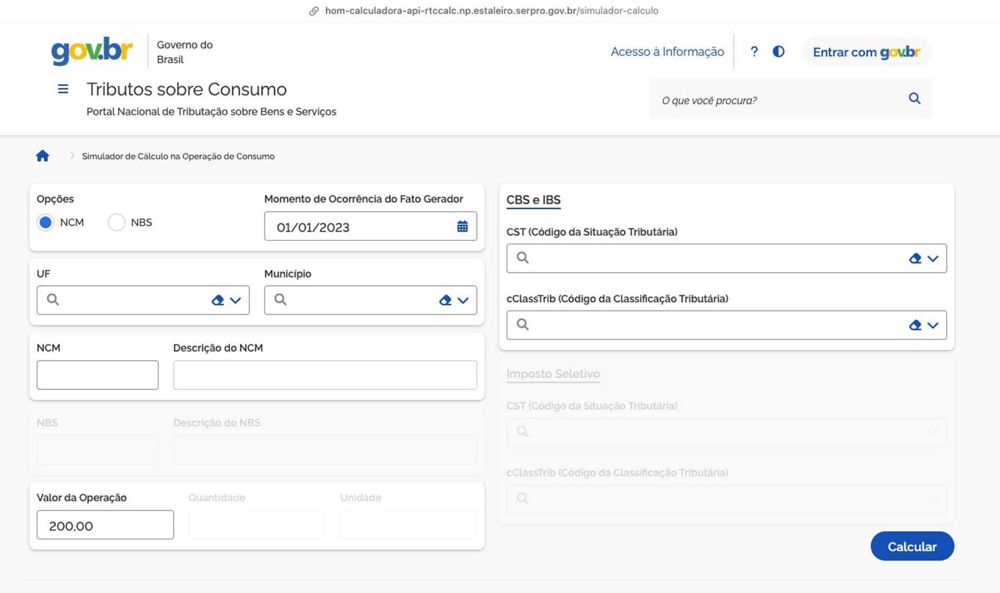 hom-calculadora-api-rtccalc.np.estaleiro.serpro.gov.br/simulador-calculo
gov.br
Governo do
Brasil
Acesso à Informação
?
Entrar com gov.br
Tributos sobre Consumo
Portal Nacional de Tributação sobre Bens e Serviços
O que você procura?
Simulador de Cálculo na Operação de Consumo
Opções
NCM
NBS
Momento de Ocorrência do Fato Gerador
01/01/2023
UF
Município
NCM
Descrição do NCM
NBS
Descrição do NBS
Valor da Operação
200,00
Quantidade
Unidade
CBS e IBS
CST (Código da Situação Tributária)
cClassTrib (Código da Classificação Tributária)
Imposto Seletivo
CST (Código da Situação Tributária)
cClassTrib (Código da Classificação Tributária)
Calcular